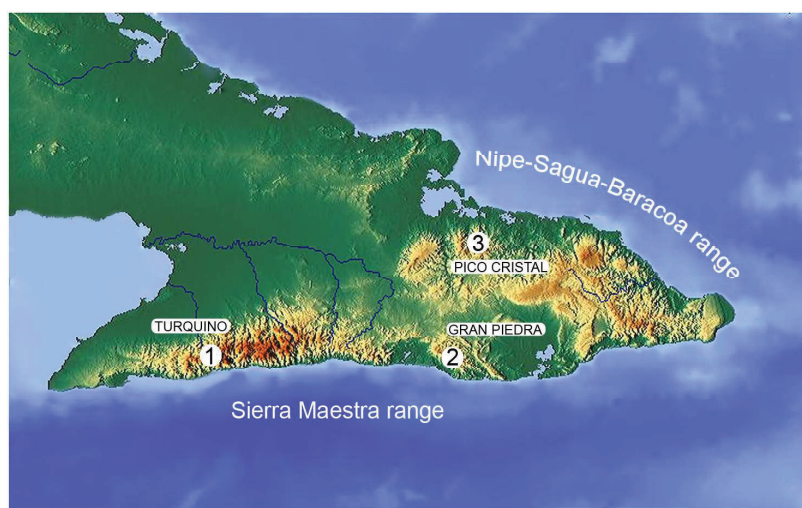 Nipe-Sagua-Baracoa range
3
PICO CRISTAL
TURQUINO
GRAN PIEDRA
1
2
Sierra Maestra range